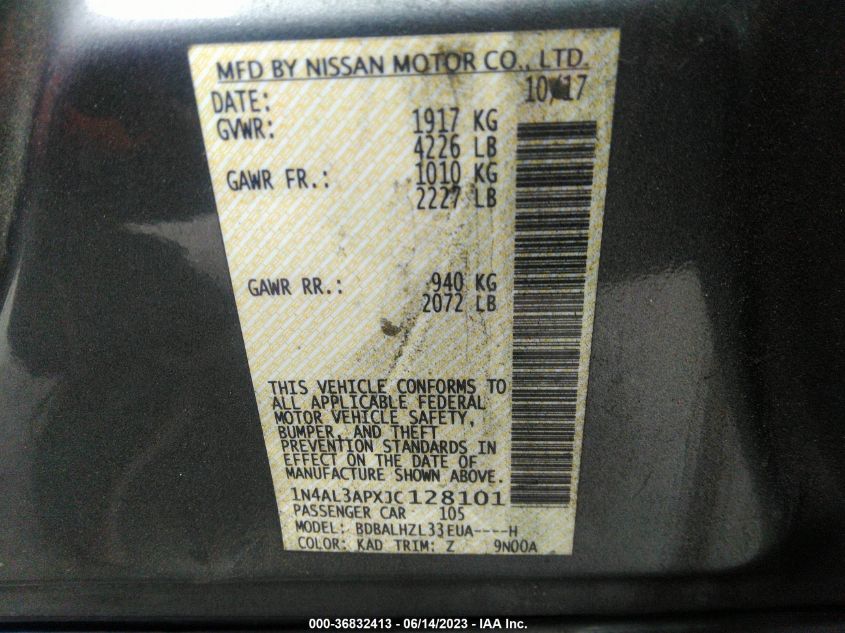 MFD BY NISSAN MOTOR CO., LTD.
DATE: 10/17
GVWR: 1917 KG
4226 LB
GAWR FR.: 1010 KG
2227 LB
GAWR RR.: 940 KG
2072 LB
THIS VEHICLE CONFORMS TO
ALL APPLICABLE FEDERAL
MOTOR VEHICLE SAFETY,
BUMPER, AND THEFT
PREVENTION STANDARDS IN
EFFECT ON THE DATE OF
MANUFACTURE SHOWN ABOVE.
1N4AL3APXJC128101
PASSENGER CAR 105
MODEL: BDBALHZL33EUA----H
COLOR: KAD TRIM: Z 9N00A
000-36832413 - 06/14/2023 - IAA Inc.